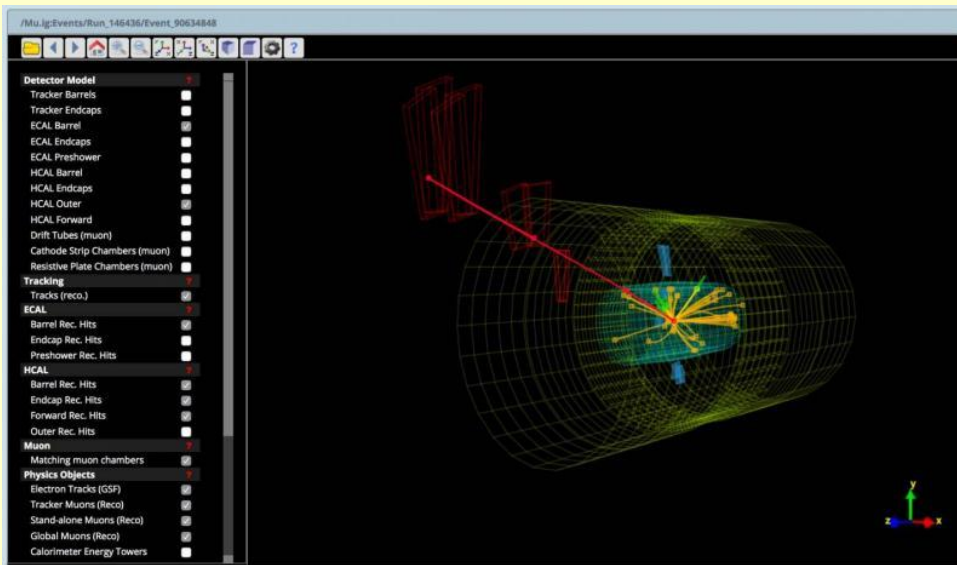 /Mu.ig:Events/Run_146436/Event_90634848
?
Detector Model ?
Tracker Barrels
Tracker Endcaps
ECAL Barrel
ECAL Endcaps
ECAL Preshower
HCAL Barrel
HCAL Endcaps
HCAL Outer
HCAL Forward
Drift Tubes (muon)
Cathode Strip Chambers (muon)
Resistive Plate Chambers (muon)
Tracking ?
Tracks (reco.)
ECAL ?
Barrel Rec. Hits
Endcap Rec. Hits
Preshower Rec. Hits
HCAL ?
Barrel Rec. Hits
Endcap Rec. Hits
Forward Rec. Hits
Outer Rec. Hits
Muon ?
Matching muon chambers
Physics Objects ?
Electron Tracks (GSF)
Tracker Muons (Reco)
Stand-alone Muons (Reco)
Global Muons (Reco)
Calorimeter Energy Towers
y
z x